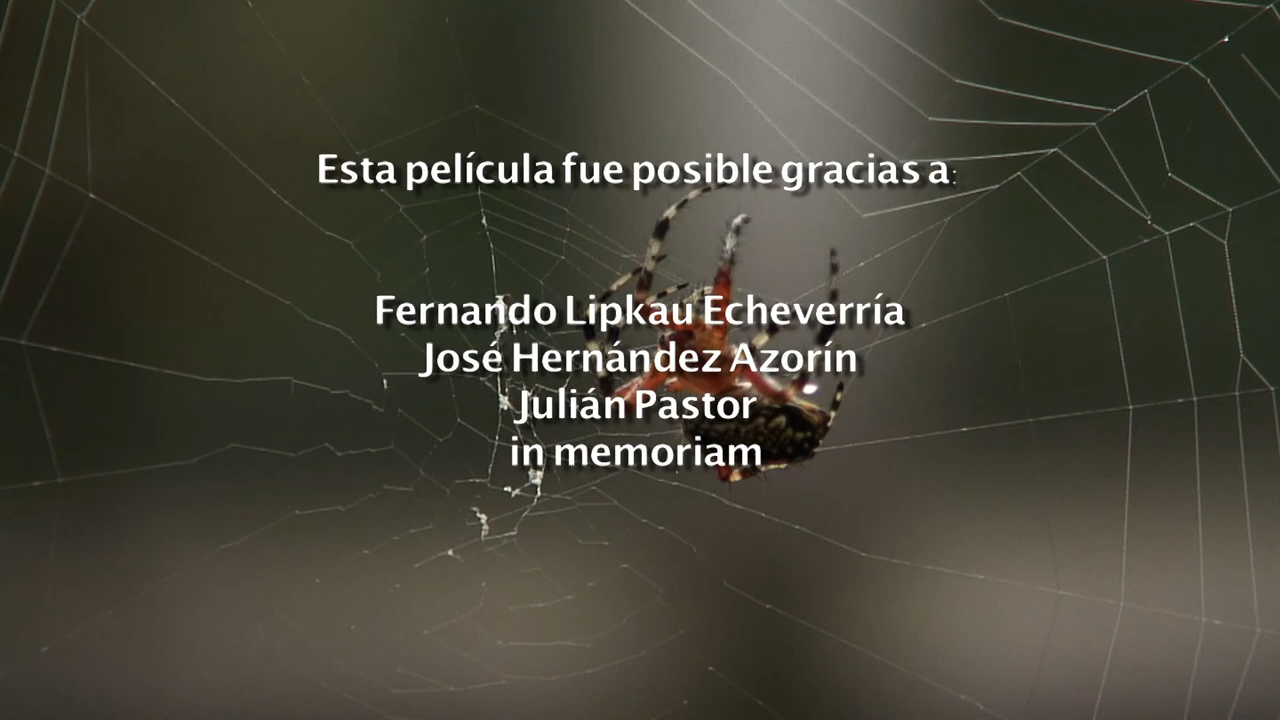 Esta película fue posible gracias a:
Fernando Lipkau Echeverría
José Hernández Azorín
Julián Pastor
in memoriam